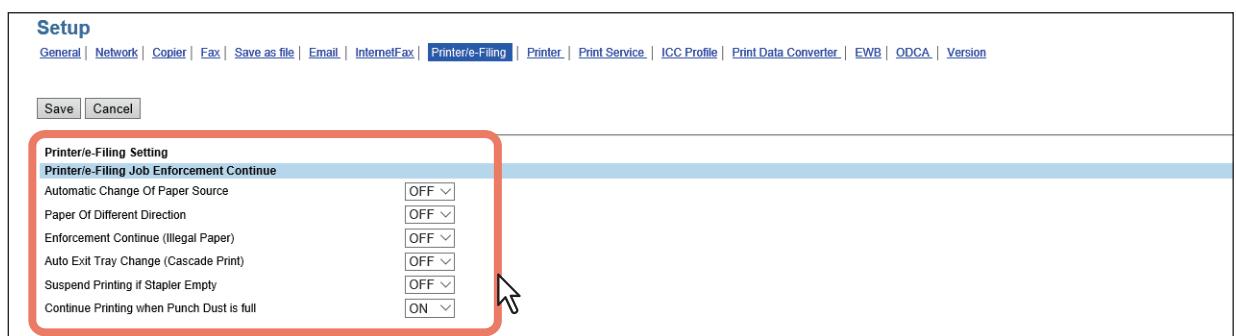 Setup
General | Network | Copier | Fax | Save as file | Email | InternetFax | Printer/e-Filing | Printer | Print Service | ICC Profile | Print Data Converter | EWB | ODCA | Version
Save Cancel
Printer/e-Filing Setting
Printer/e-Filing Job Enforcement Continue
Automatic Change Of Paper Source OFF
Paper Of Different Direction OFF
Enforcement Continue (Illegal Paper) OFF
Auto Exit Tray Change (Cascade Print) OFF
Suspend Printing if Stapler Empty OFF
Continue Printing when Punch Dust is full ON